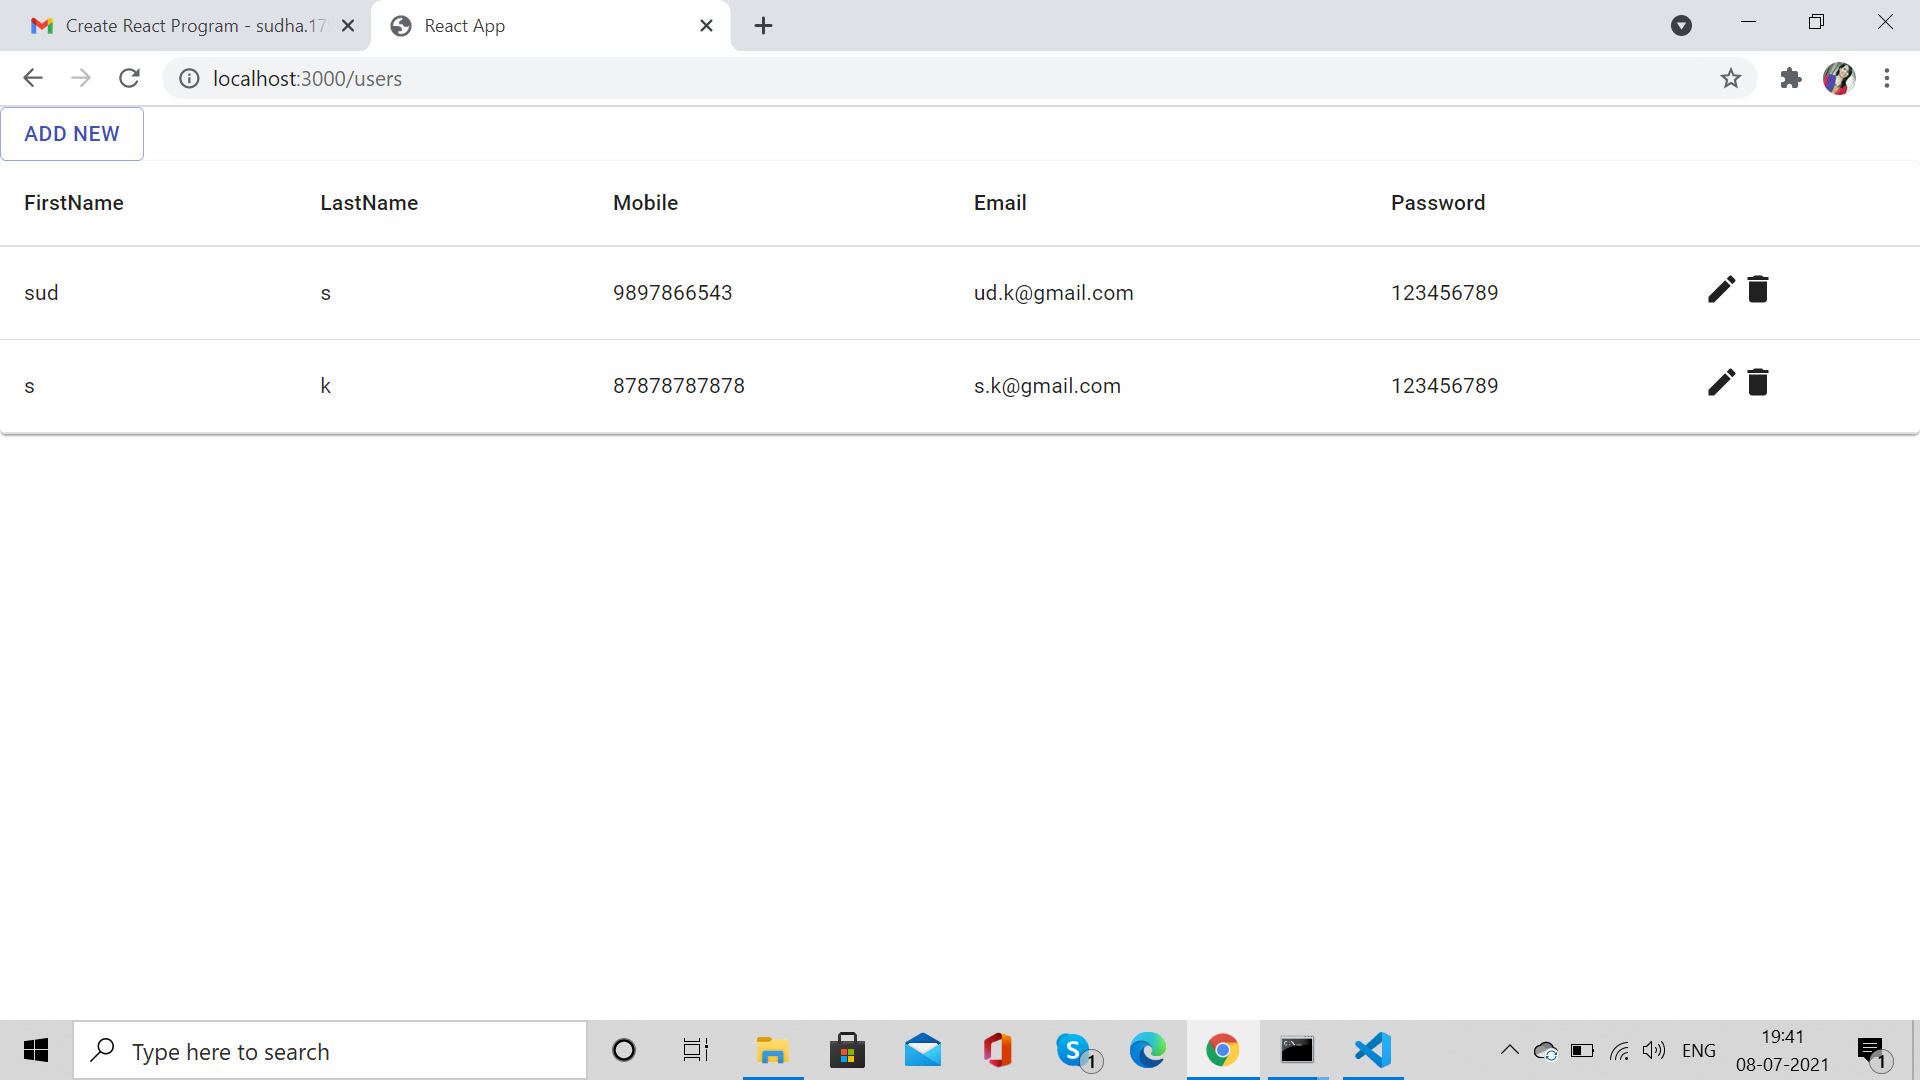 Create React Program - sudha.17
React App
localhost:3000/users
ADD NEW
FirstName LastName Mobile Email Password
sud s 9897866543 ud.k@gmail.com 123456789
s k 87878787878 s.k@gmail.com 123456789
Type here to search
S 1
ENG
19:41
08-07-2021
1